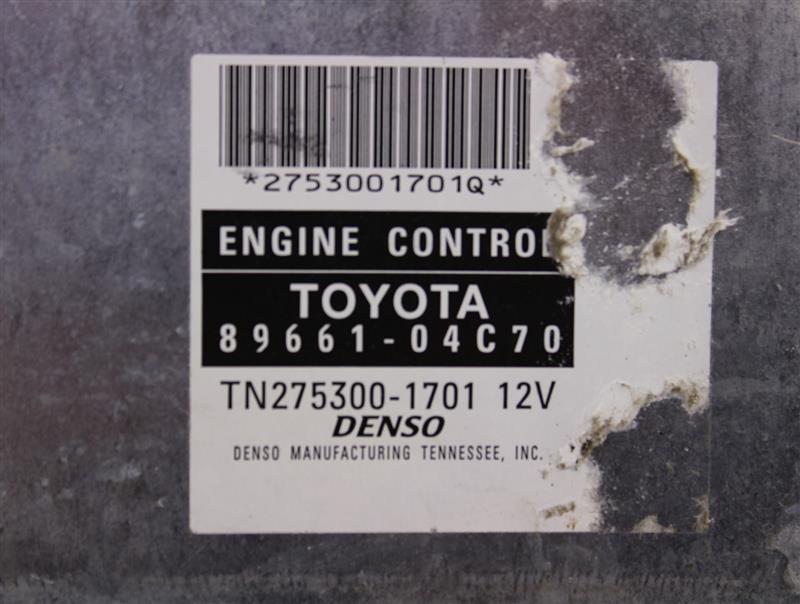 *2753001701Q*
ENGINE CONTROL
TOYOTA
89661-04C70
TN275300-1701 12V
DENSO
DENSO MANUFACTURING TENNESSEE, INC.